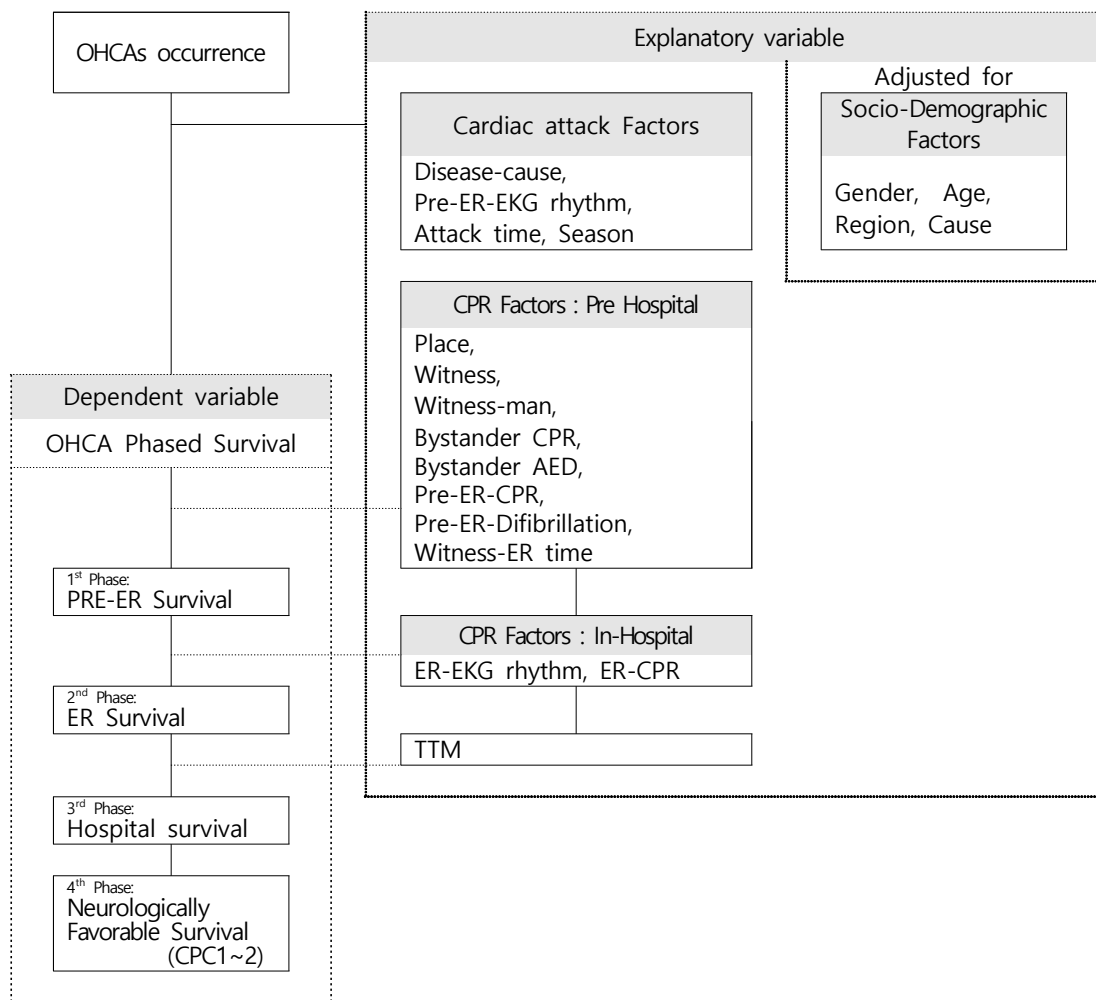 OHCAs occurrence
Explanatory variable
Adjusted for
Socio-Demographic
Factors
Gender, Age,
Region, Cause
Cardiac attack Factors
Disease-cause,
Pre-ER-EKG rhythm,
Attack time, Season
CPR Factors : Pre Hospital
Place,
Witness,
Witness-man,
Bystander CPR,
Bystander AED,
Pre-ER-CPR,
Pre-ER-Difibrillation,
Witness-ER time
CPR Factors : In-Hospital
ER-EKG rhythm, ER-CPR
TTM
Dependent variable
OHCA Phased Survival
1st Phase:
PRE-ER Survival
2nd Phase:
ER Survival
3rd Phase:
Hospital survival
4th Phase:
Neurologically
Favorable Survival
(CPC1~2)